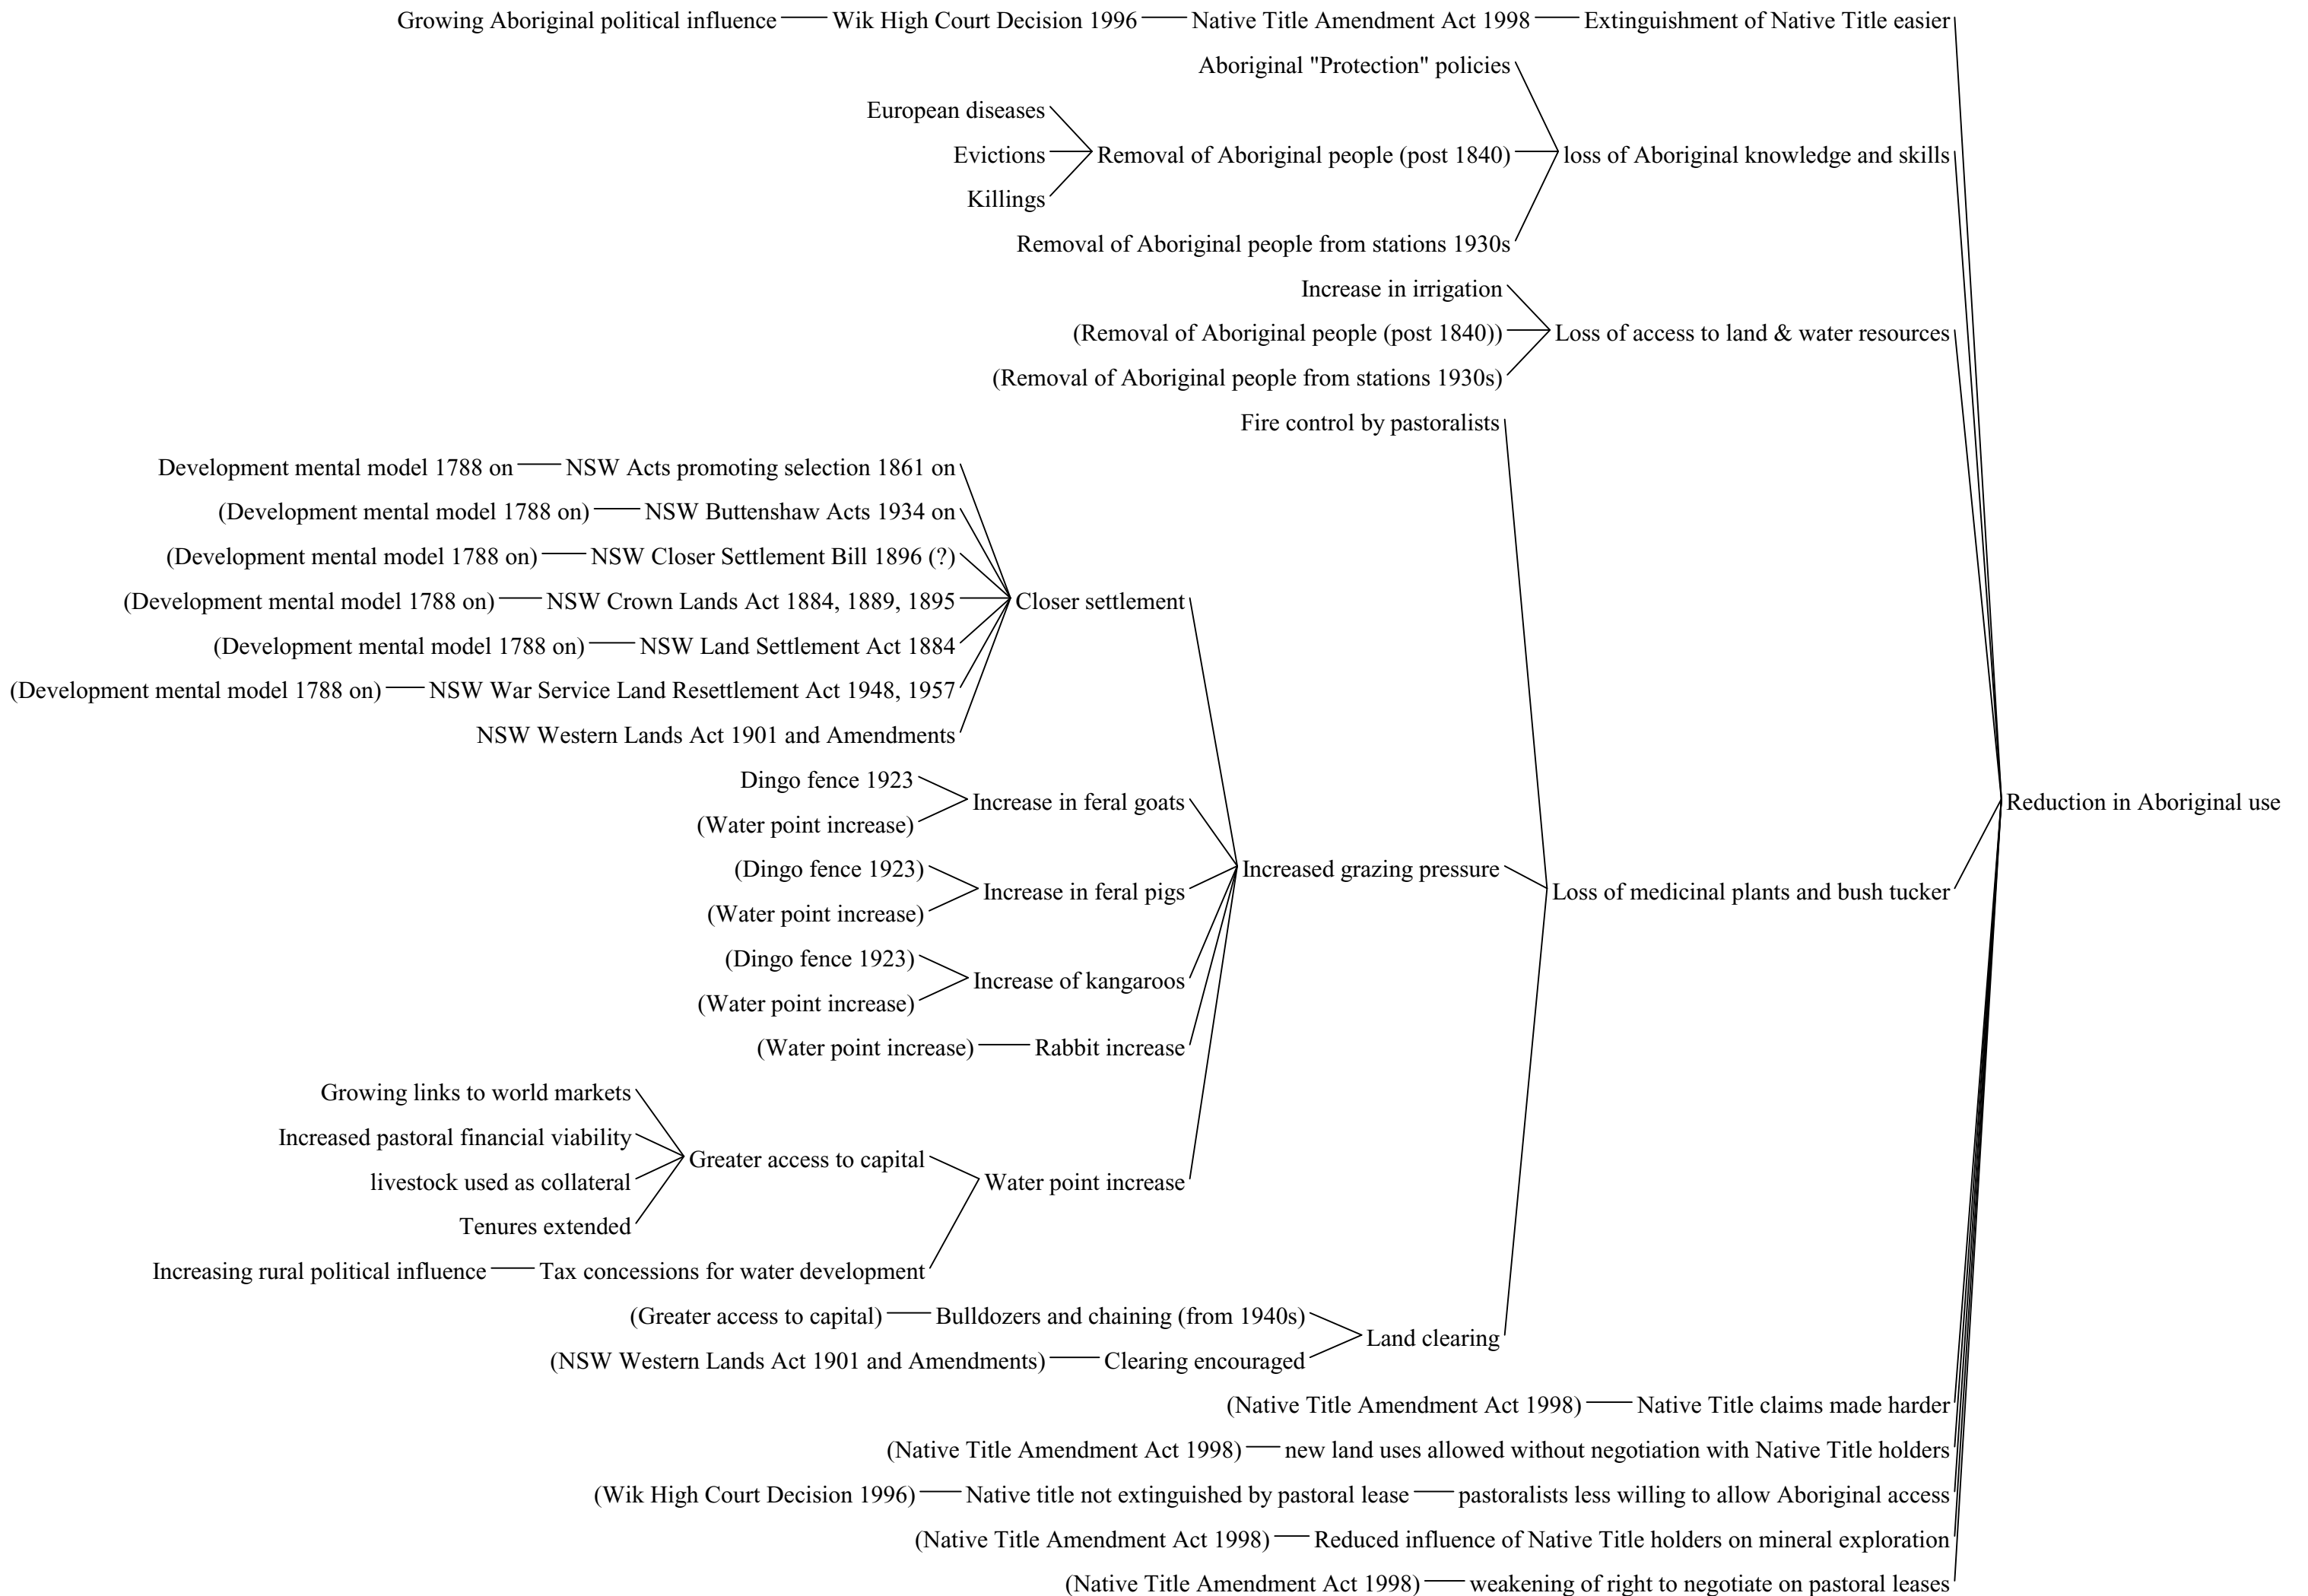 Growing Aboriginal political influence Wik High Court Decision 1996 Native Title Amendment Act 1998 Extinguishment of Native Title easier
Aboriginal "Protection" policies
European diseases
Evictions Removal of Aboriginal people (post 1840) loss of Aboriginal knowledge and skills
Killings
Removal of Aboriginal people from stations 1930s
Increase in irrigation
(Removal of Aboriginal people (post 1840)) Loss of access to land & water resources
(Removal of Aboriginal people from stations 1930s)
Fire control by pastoralists
Development mental model 1788 on NSW Acts promoting selection 1861 on
(Development mental model 1788 on) NSW Buttenshaw Acts 1934 on
(Development mental model 1788 on) NSW Closer Settlement Bill 1896 (?)
(Development mental model 1788 on) NSW Crown Lands Act 1884, 1889, 1895 Closer settlement
(Development mental model 1788 on) NSW Land Settlement Act 1884
(Development mental model 1788 on) NSW War Service Land Resettlement Act 1948, 1957
NSW Western Lands Act 1901 and Amendments
Dingo fence 1923
Increase in feral goats Reduction in Aboriginal use
(Water point increase)
(Dingo fence 1923) Increased grazing pressure
Increase in feral pigs Loss of medicinal plants and bush tucker
(Water point increase)
(Dingo fence 1923)
Increase of kangaroos
(Water point increase)
(Water point increase) Rabbit increase
Growing links to world markets
Increased pastoral financial viability
Greater access to capital
livestock used as collateral Water point increase
Tenures extended
Increasing rural political influence Tax concessions for water development
(Greater access to capital) Bulldozers and chaining (from 1940s)
Land clearing
(NSW Western Lands Act 1901 and Amendments) Clearing encouraged
(Native Title Amendment Act 1998) Native Title claims made harder
(Native Title Amendment Act 1998) new land uses allowed without negotiation with Native Title holders
(Wik High Court Decision 1996) Native title not extinguished by pastoral lease pastoralists less willing to allow Aboriginal access
(Native Title Amendment Act 1998) Reduced influence of Native Title holders on mineral exploration
(Native Title Amendment Act 1998) weakening of right to negotiate on pastoral leases